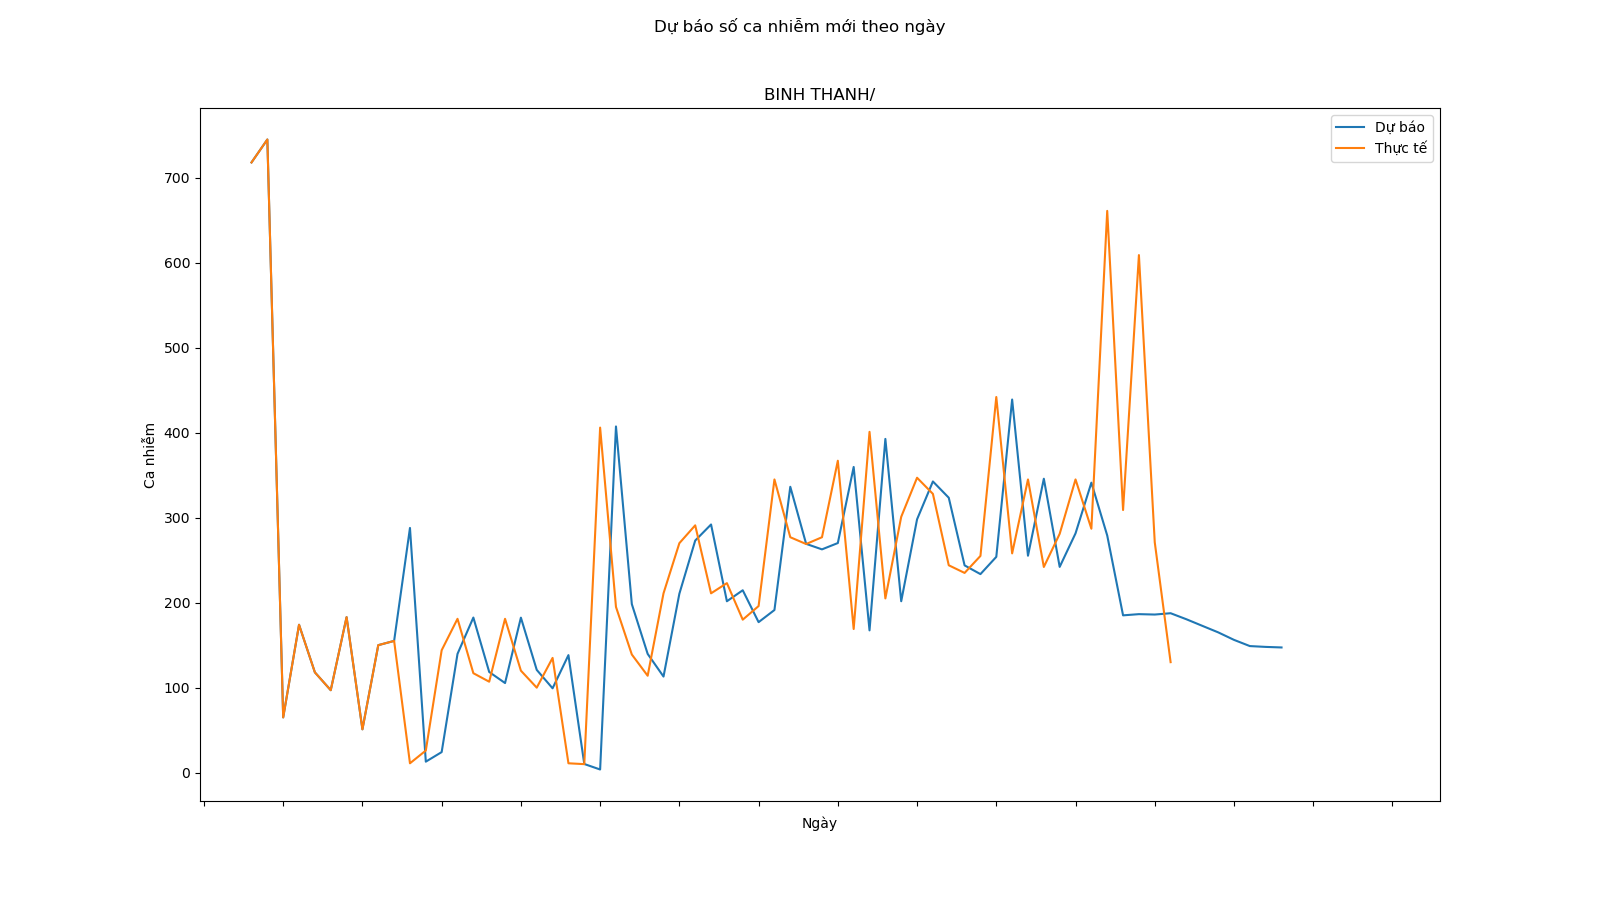 Dự báo số ca nhiễm mới theo ngày
BINH THANH/
Dự báo
Thực tế
700
600
500
400
300
200
100
0
Ca nhiễm
Ngày